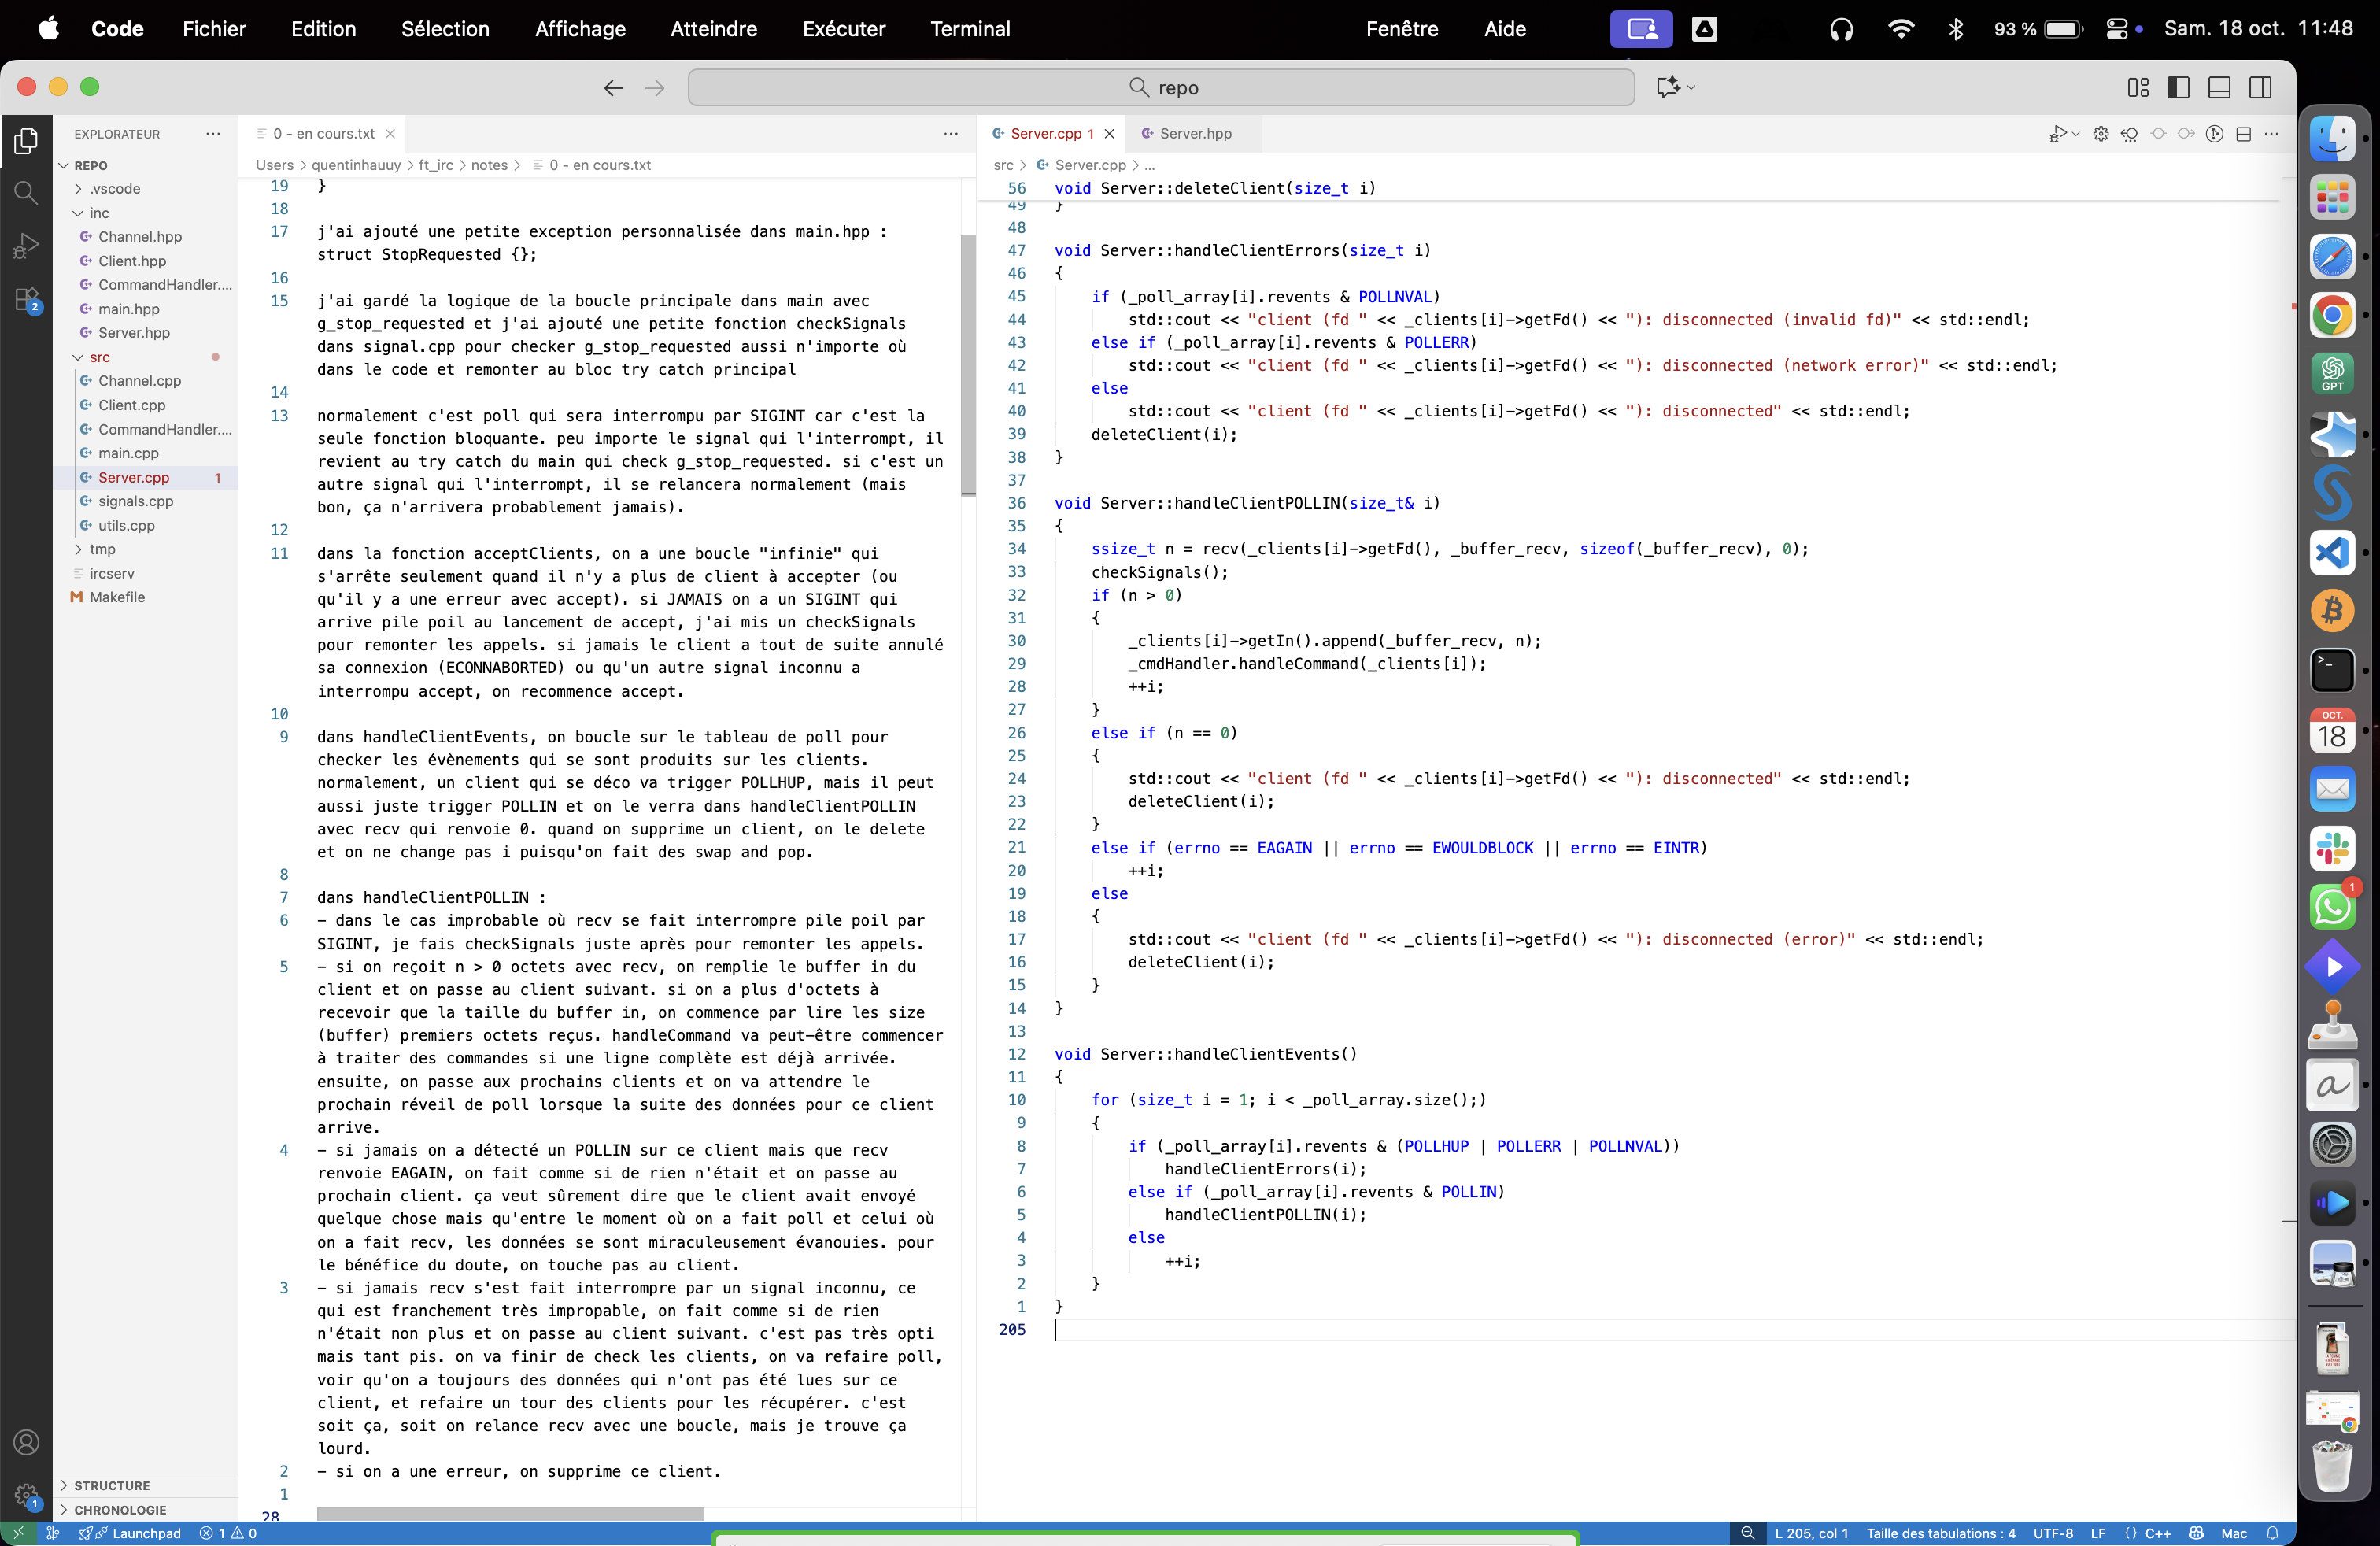 Code Fichier Edition Sélection Affichage Atteindre Exécuter Terminal Fenêtre Aide 93 % Sam. 18 oct. 11:48
repo
EXPLORATEUR
REPO
.vscode
inc
Channel.hpp
Client.hpp
CommandHandler....
main.hpp
Server.hpp
src
Channel.cpp
Client.cpp
CommandHandler....
main.cpp
Server.cpp 1
signals.cpp
utils.cpp
tmp
ircserv
Makefile
STRUCTURE
CHRONOLOGIE
2
1
0 - en cours.txt
Users > quentinhauuy > ft_irc > notes > 0 - en cours.txt
19 }
18
17 j'ai ajouté une petite exception personnalisée dans main.hpp :
struct StopRequested {};
16
15 j'ai gardé la logique de la boucle principale dans main avec
g_stop_requested et j'ai ajouté une petite fonction checkSignals
dans signal.cpp pour checker g_stop_requested aussi n'importe où
dans le code et remonter au bloc try catch principal
14
13 normalement c'est poll qui sera interrompu par SIGINT car c'est la
seule fonction bloquante. peu importe le signal qui l'interrompt, il
revient au try catch du main qui check g_stop_requested. si c'est un
autre signal qui l'interrompt, il se relancera normalement (mais
bon, ça n'arrivera probablement jamais).
12
11 dans la fonction acceptClients, on a une boucle "infinie" qui
s'arrête seulement quand il n'y a plus de client à accepter (ou
qu'il y a une erreur avec accept). si JAMAIS on a un SIGINT qui
arrive pile poil au lancement de accept, j'ai mis un checkSignals
pour remonter les appels. si jamais le client a tout de suite annulé
sa connexion (ECONNABORTED) ou qu'un autre signal inconnu a
interrompu accept, on recommence accept.
10
9 dans handleClientEvents, on boucle sur le tableau de poll pour
checker les évènements qui se sont produits sur les clients.
normalement, un client qui se déco va trigger POLLHUP, mais il peut
aussi juste trigger POLLIN et on le verra dans handleClientPOLLIN
avec recv qui renvoie 0. quand on supprime un client, on le delete
et on ne change pas i puisqu'on fait des swap and pop.
8
7 dans handleClientPOLLIN :
6 – dans le cas improbable où recv se fait interrompre pile poil par
SIGINT, je fais checkSignals juste après pour remonter les appels.
5 – si on reçoit n > 0 octets avec recv, on remplie le buffer in du
client et on passe au client suivant. si on a plus d'octets à
recevoir que la taille du buffer in, on commence par lire les size
(buffer) premiers octets reçus. handleCommand va peut-être commencer
à traiter des commandes si une ligne complète est déjà arrivée.
ensuite, on passe aux prochains clients et on va attendre le
prochain réveil de poll lorsque la suite des données pour ce client
arrive.
4 – si jamais on a détecté un POLLIN sur ce client mais que recv
renvoie EAGAIN, on fait comme si de rien n'était et on passe au
prochain client. ça veut sûrement dire que le client avait envoyé
quelque chose mais qu'entre le moment où on a fait poll et celui où
on a fait recv, les données se sont miraculeusement évanouies. pour
le bénéfice du doute, on touche pas au client.
3 – si jamais recv s'est fait interrompre par un signal inconnu, ce
qui est franchement très impropable, on fait comme si de rien
n'était non plus et on passe au client suivant. c'est pas très opti
mais tant pis. on va finir de check les clients, on va refaire poll,
voir qu'on a toujours des données qui n'ont pas été lues sur ce
client, et refaire un tour des clients pour les récupérer. c'est
soit ça, soit on relance recv avec une boucle, mais je trouve ça
lourd.
2 – si on a une erreur, on supprime ce client.
1
28
Server.cpp 1
Server.hpp
src > Server.cpp > ...
56 void Server::deleteClient(size_t i)
49 }
48
47 void Server::handleClientErrors(size_t i)
46 {
45 if (_poll_array[i].revents & POLLNVAL)
44 std::cout << "client (fd " << _clients[i]->getFd() << "): disconnected (invalid fd)" << std::endl;
43 else if (_poll_array[i].revents & POLLERR)
42 std::cout << "client (fd " << _clients[i]->getFd() << "): disconnected (network error)" << std::endl;
41 else
40 std::cout << "client (fd " << _clients[i]->getFd() << "): disconnected" << std::endl;
39 deleteClient(i);
38 }
37
36 void Server::handleClientPOLLIN(size_t& i)
35 {
34 ssize_t n = recv(_clients[i]->getFd(), _buffer_recv, sizeof(_buffer_recv), 0);
33 checkSignals();
32 if (n > 0)
31 {
30 _clients[i]->getIn().append(_buffer_recv, n);
29 _cmdHandler.handleCommand(_clients[i]);
28 ++i;
27 }
26 else if (n == 0)
25 {
24 std::cout << "client (fd " << _clients[i]->getFd() << "): disconnected" << std::endl;
23 deleteClient(i);
22 }
21 else if (errno == EAGAIN || errno == EWOULDBLOCK || errno == EINTR)
20 ++i;
19 else
18 {
17 std::cout << "client (fd " << _clients[i]->getFd() << "): disconnected (error)" << std::endl;
16 deleteClient(i);
15 }
14 }
13
12 void Server::handleClientEvents()
11 {
10 for (size_t i = 1; i < _poll_array.size();)
9 {
8 if (_poll_array[i].revents & (POLLHUP | POLLERR | POLLNVAL))
7 handleClientErrors(i);
6 else if (_poll_array[i].revents & POLLIN)
5 handleClientPOLLIN(i);
4 else
3 ++i;
2 }
1 }
205
Launchpad 1 0
L 205, col 1 Taille des tabulations : 4 UTF-8 LF {} C++ Mac
GPT
OCT.
18
1